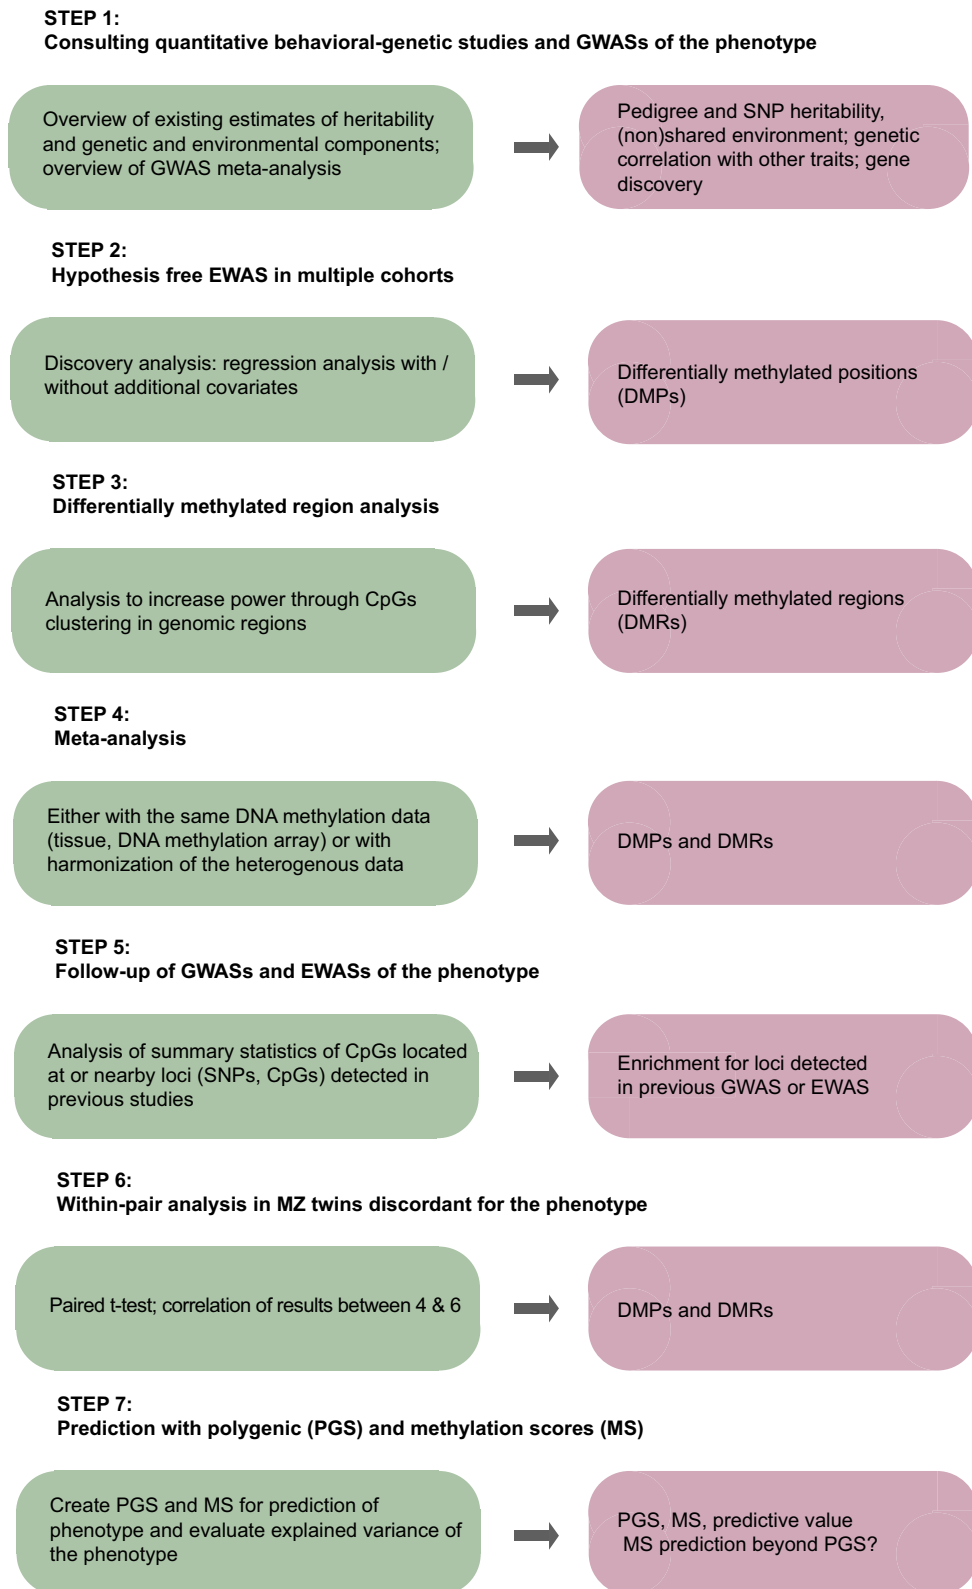 STEP 1:
Consulting quantitative behavioral-genetic studies and GWASs of the phenotype
Overview of existing estimates of heritability
and genetic and environmental components;
overview of GWAS meta-analysis
Pedigree and SNP heritability,
(non)shared environment; genetic
correlation with other traits; gene
discovery
STEP 2:
Hypothesis free EWAS in multiple cohorts
Discovery analysis: regression analysis with /
without additional covariates
Differentially methylated positions
(DMPs)
STEP 3:
Differentially methylated region analysis
Analysis to increase power through CpGs
clustering in genomic regions
Differentially methylated regions
(DMRs)
STEP 4:
Meta-analysis
Either with the same DNA methylation data
(tissue, DNA methylation array) or with
harmonization of the heterogenous data
DMPs and DMRs
STEP 5:
Follow-up of GWASs and EWASs of the phenotype
Analysis of summary statistics of CpGs located
at or nearby loci (SNPs, CpGs) detected in
previous studies
Enrichment for loci detected
in previous GWAS or EWAS
STEP 6:
Within-pair analysis in MZ twins discordant for the phenotype
Paired t-test; correlation of results between 4 & 6
DMPs and DMRs
STEP 7:
Prediction with polygenic (PGS) and methylation scores (MS)
Create PGS and MS for prediction of
phenotype and evaluate explained variance of
the phenotype
PGS, MS, predictive value
MS prediction beyond PGS?